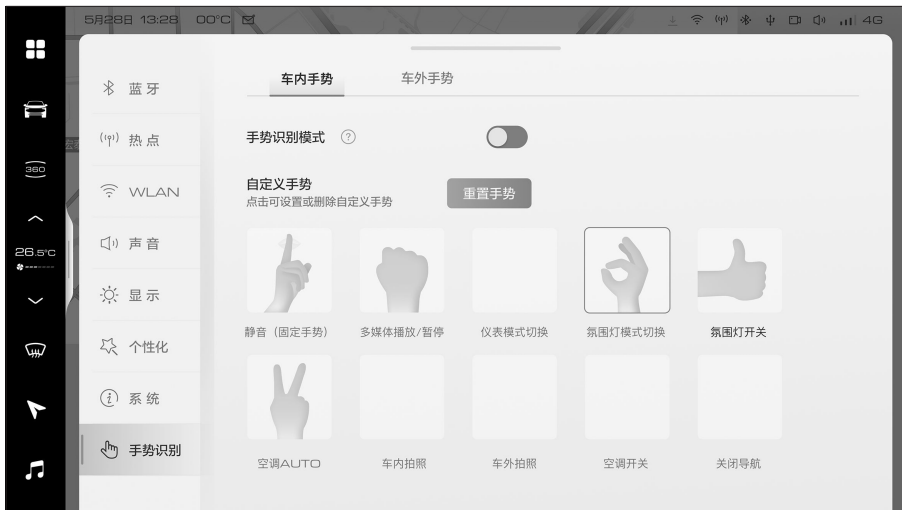 5月28日 13:28 00°C
4G
车内手势 车外手势
蓝牙
热点
手势识别模式 ?
360
WLAN
自定义手势
点击可设置或删除自定义手势
重置手势
声音
26.5°C
显示
静音（固定手势） 多媒体播放/暂停 仪表模式切换 氛围灯模式切换 氛围灯开关
个性化
系统
手势识别
空调AUTO 车内拍照 车外拍照 空调开关 关闭导航